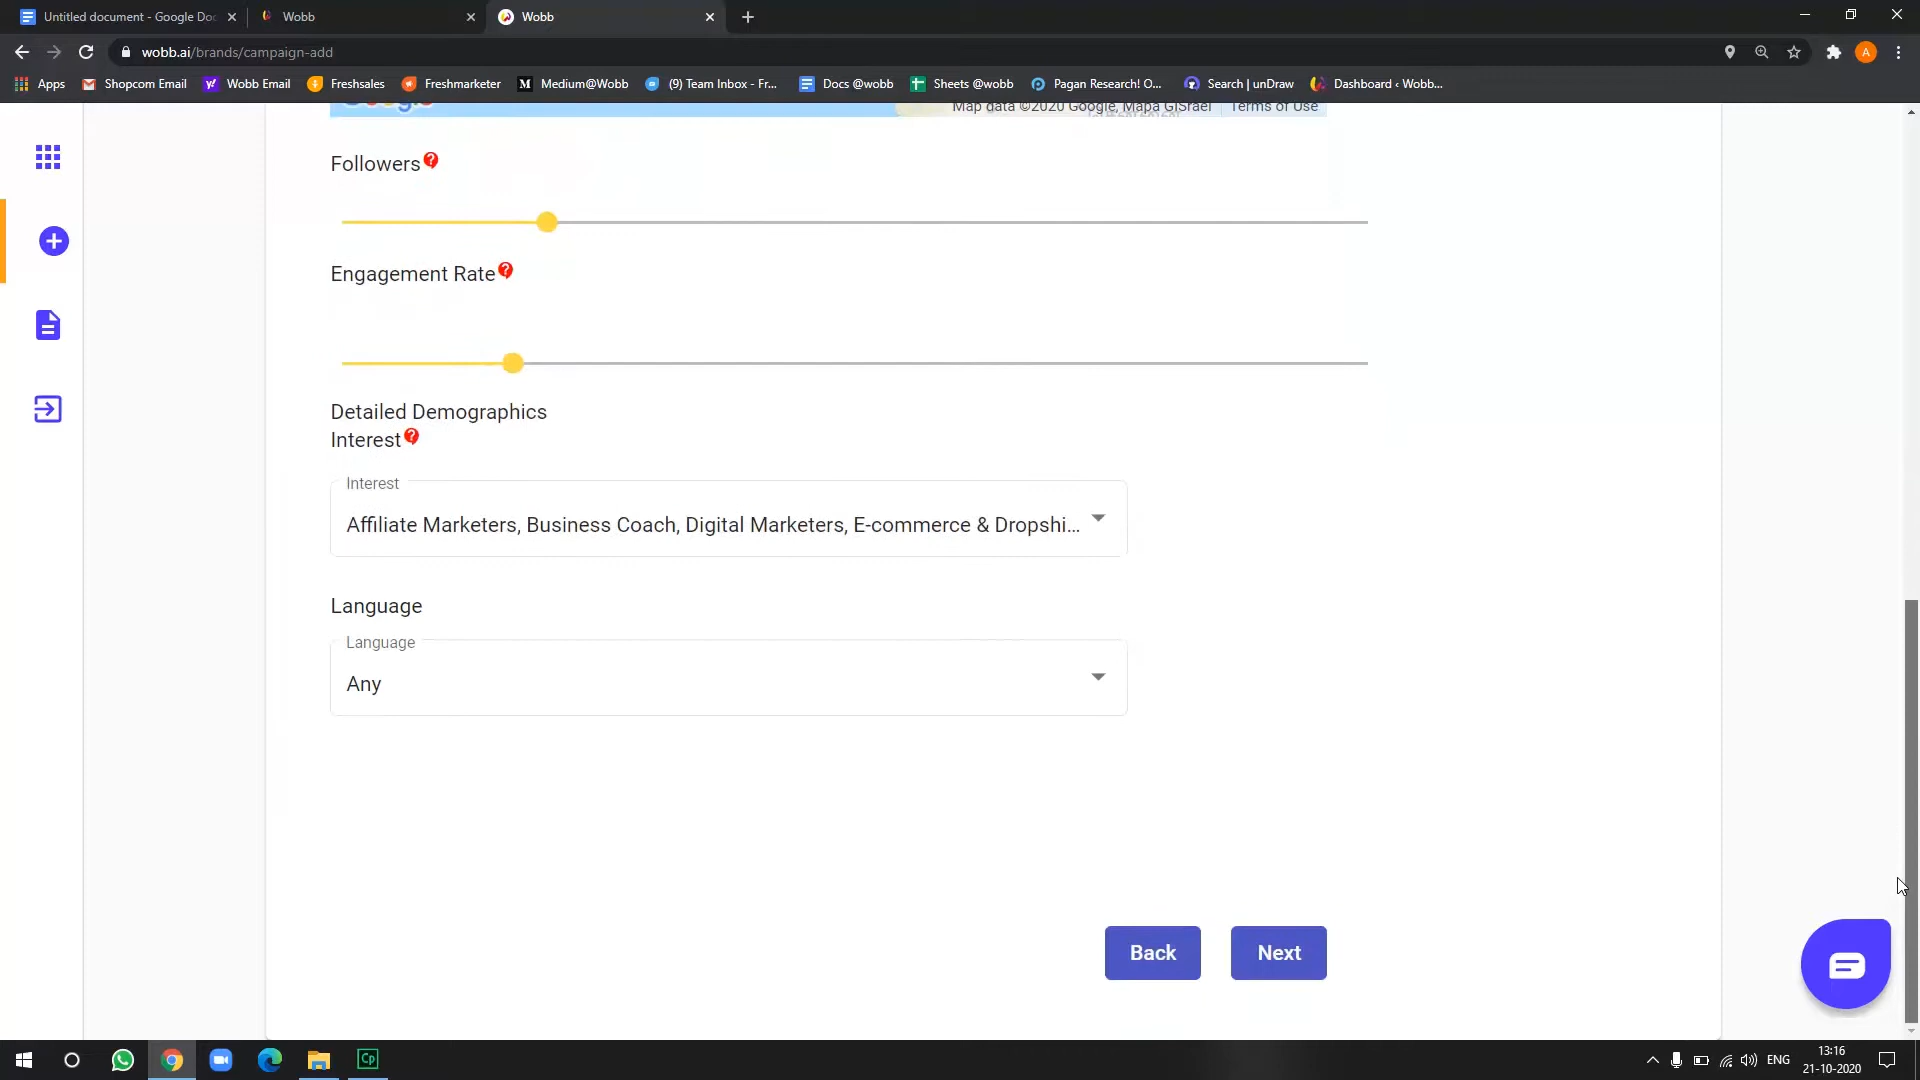 Untitled document - Google Doc
Wobb
Wobb
wobb.ai/brands/campaign-add
A
Apps
Shopcom Email
Wobb Email
Freshsales
Freshmarketer
M
Medium@Wobb
(9) Team Inbox - Fr...
Docs @wobb
Sheets @wobb
Pagan Research! O...
Search | unDraw
Dashboard ‹ Wobb...
Map data ©2020 Google, Mapa GISrael
Terms of Use
Followers
Engagement Rate
Detailed Demographics
Interest
Interest
Affiliate Marketers, Business Coach, Digital Marketers, E-commerce & Dropshi...
Language
Language
Any
Back
Next
Cp
ENG
13:16
21-10-2020